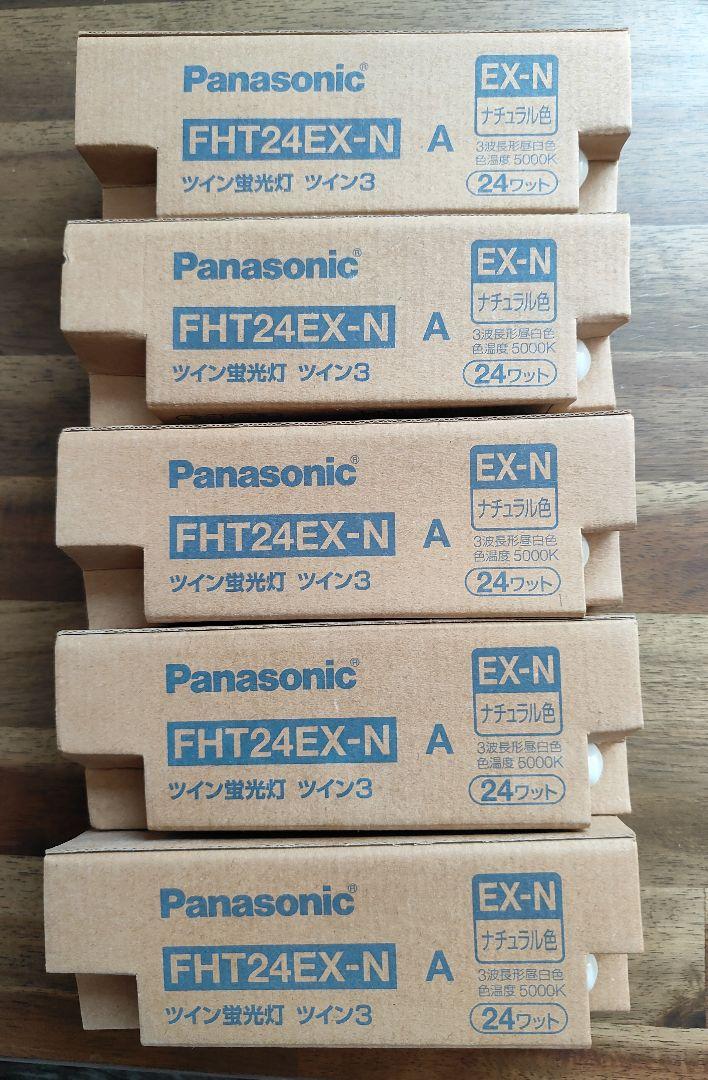 Panasonic®
EX-N
FHT24EX-N A
ナチュラル色
3波長形昼白色
色温度 5000K
ツイン蛍光灯 ツイン3
24ワット
Panasonic®
EX-N
FHT24EX-N A
ナチュラル色
3波長形昼白色
色温度 5000K
ツイン蛍光灯 ツイン3
24ワット
Panasonic®
EX-N
FHT24EX-N A
ナチュラル色
3波長形昼白色
色温度 5000K
ツイン蛍光灯 ツイン3
24ワット
Panasonic®
EX-N
FHT24EX-N A
ナチュラル色
3波長形昼白色
色温度 5000K
ツイン蛍光灯 ツイン3
24ワット
Panasonic®
EX-N
FHT24EX-N A
ナチュラル色
3波長形昼白色
色温度 5000K
ツイン蛍光灯 ツイン3
24ワット